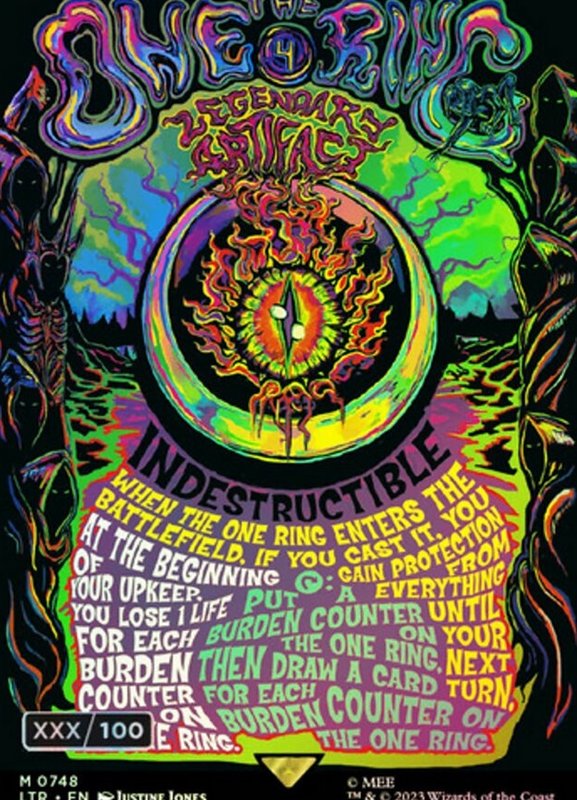 THE
ONE RING
4
LEGENDARY
ARTIFACT
INDESTRUCTIBLE
WHEN THE ONE RING ENTERS THE
BATTLEFIELD, IF YOU CAST IT, YOU
GAIN PROTECTION
FROM
EVERYTHING
UNTIL
YOUR
NEXT
TURN.
AT THE BEGINNING
OF
YOUR UPKEEP,
YOU LOSE 1 LIFE
FOR EACH
BURDEN
COUNTER
ON
E RING.
: PUT A
BURDEN COUNTER
ON
THE ONE RING,
THEN DRAW A CARD
FOR EACH
BURDEN COUNTER ON
THE ONE RING.
XXX/100
M 0748
LTR • EN JUSTINE JONES
© MEE
™ & © 2023 Wizards of the Coast